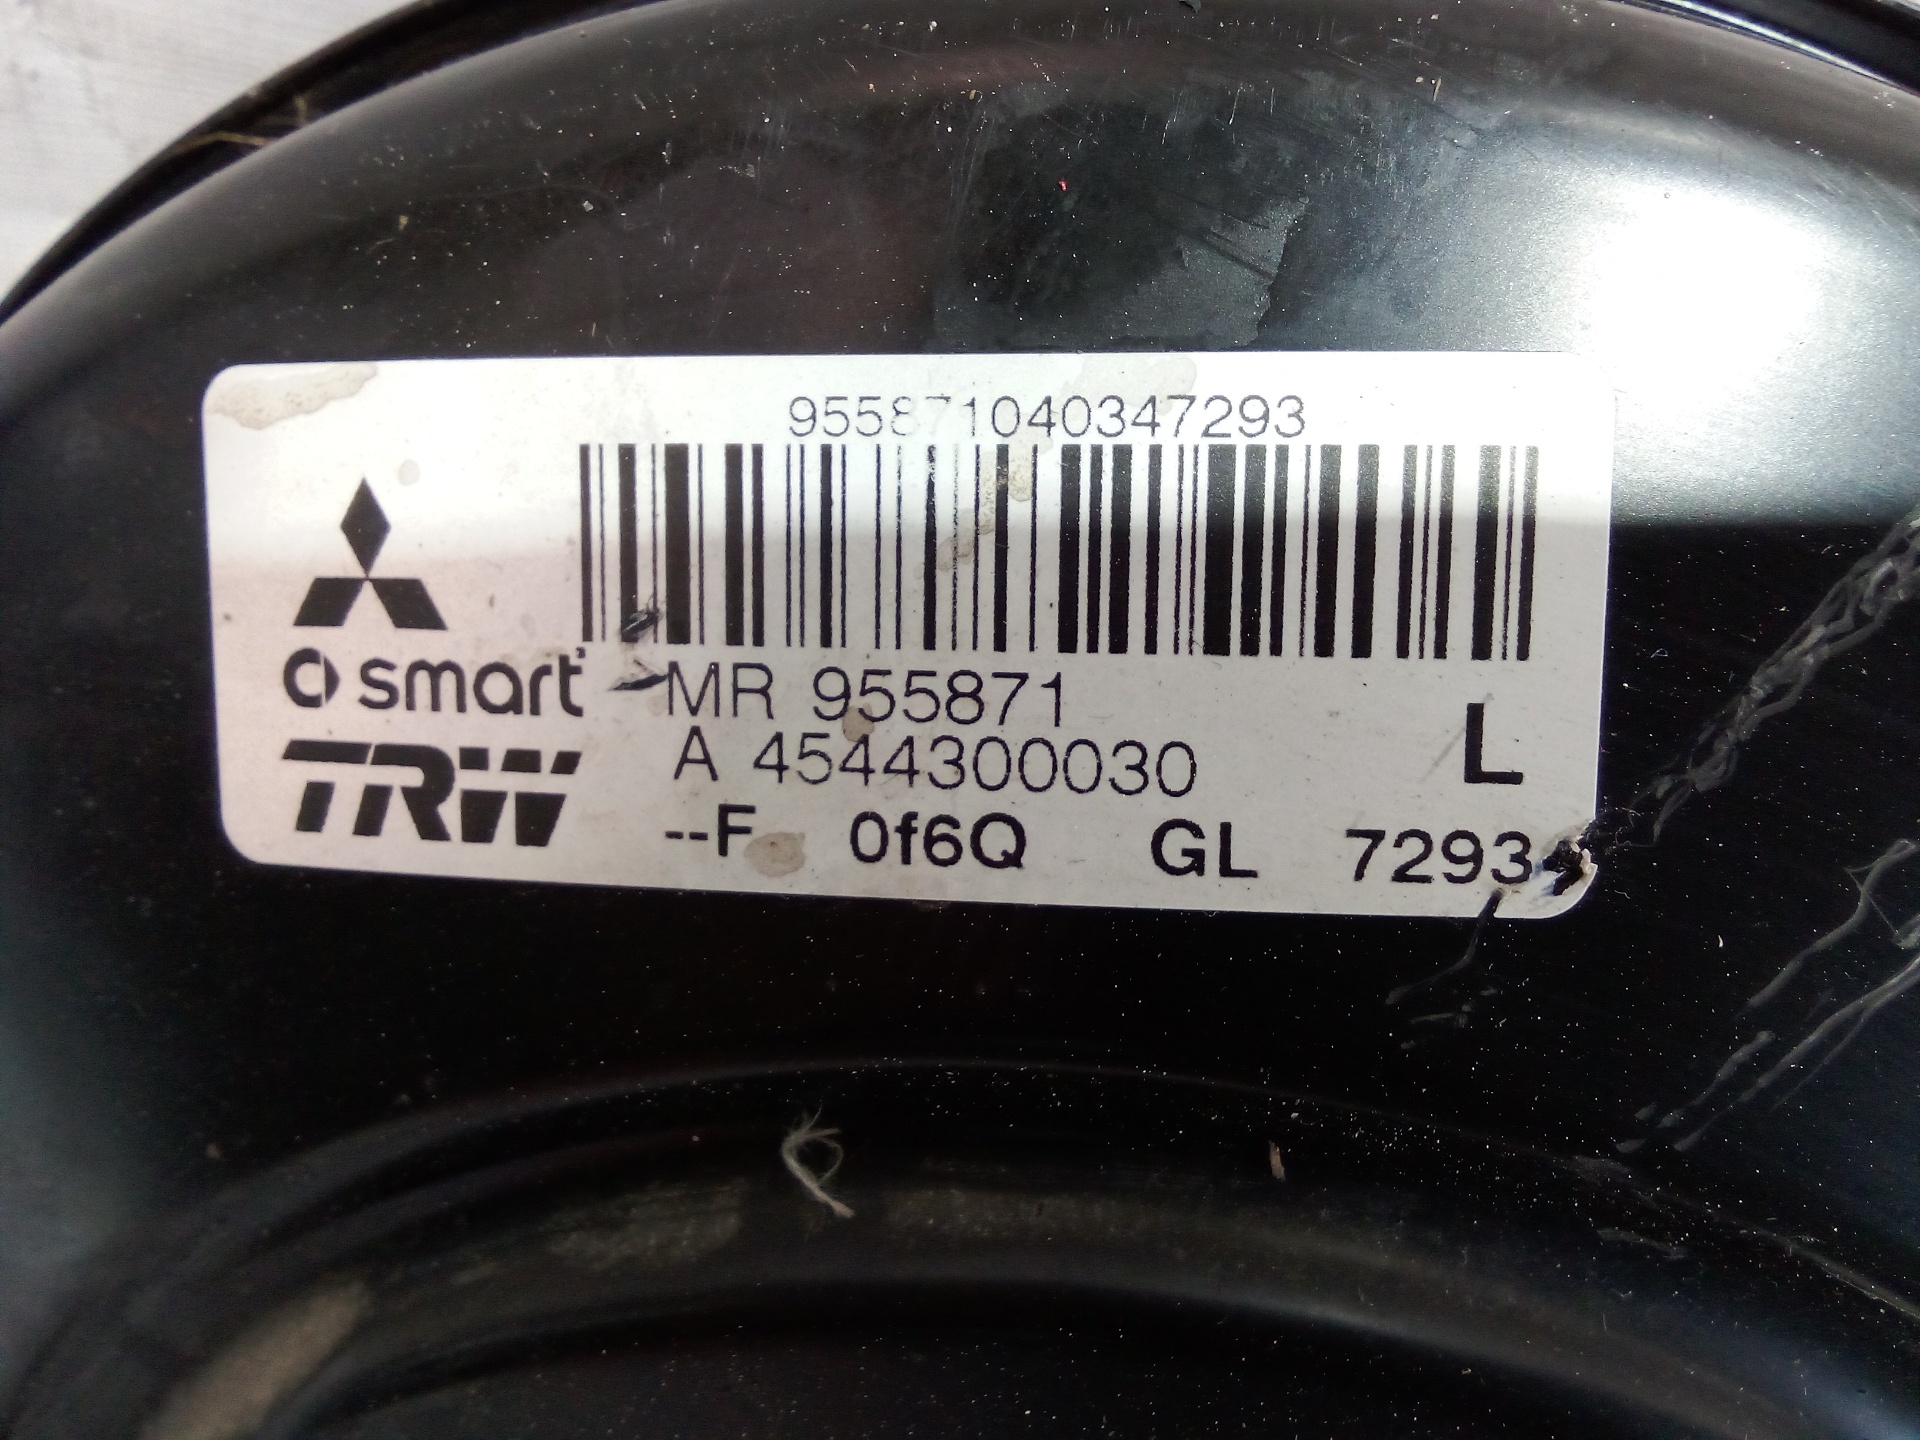 955871040347293
smart
MR 955871
A 4544300030
L
TRW
--F 0f6Q GL 7293